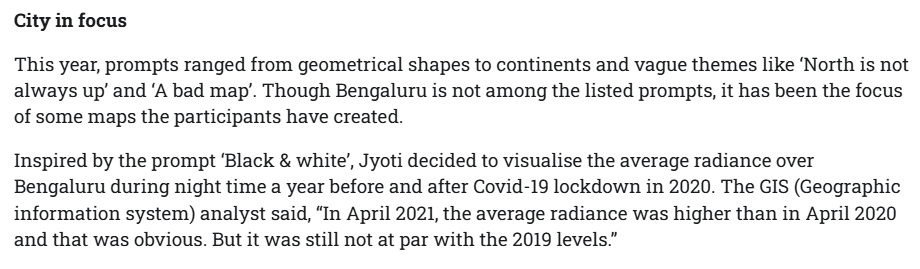 City in focus
This year, prompts ranged from geometrical shapes to continents and vague themes like ‘North is not
always up’ and ‘A bad map’. Though Bengaluru is not among the listed prompts, it has been the focus
of some maps the participants have created.
Inspired by the prompt ‘Black & white’, Jyoti decided to visualise the average radiance over
Bengaluru during night time a year before and after Covid-19 lockdown in 2020. The GIS (Geographic
information system) analyst said, “In April 2021, the average radiance was higher than in April 2020
and that was obvious. But it was still not at par with the 2019 levels.”